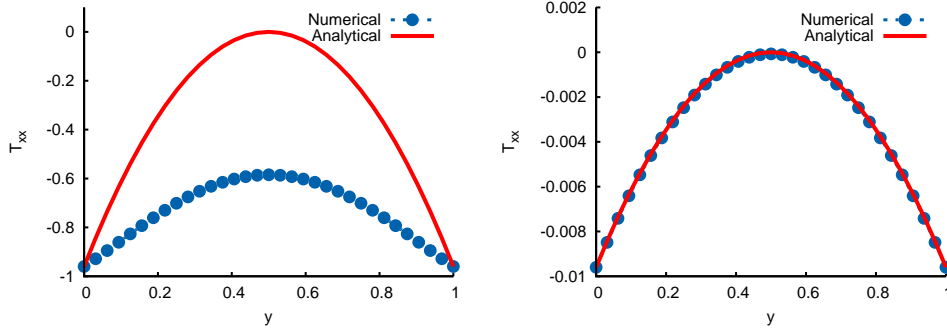 Numerical
Analytical
0
-0.2
-0.4
-0.6
-0.8
-1
T_xx
0 0.2 0.4 0.6 0.8 1
y
Numerical
Analytical
0.002
0
-0.002
-0.004
-0.006
-0.008
-0.01
T_xx
0 0.2 0.4 0.6 0.8 1
y